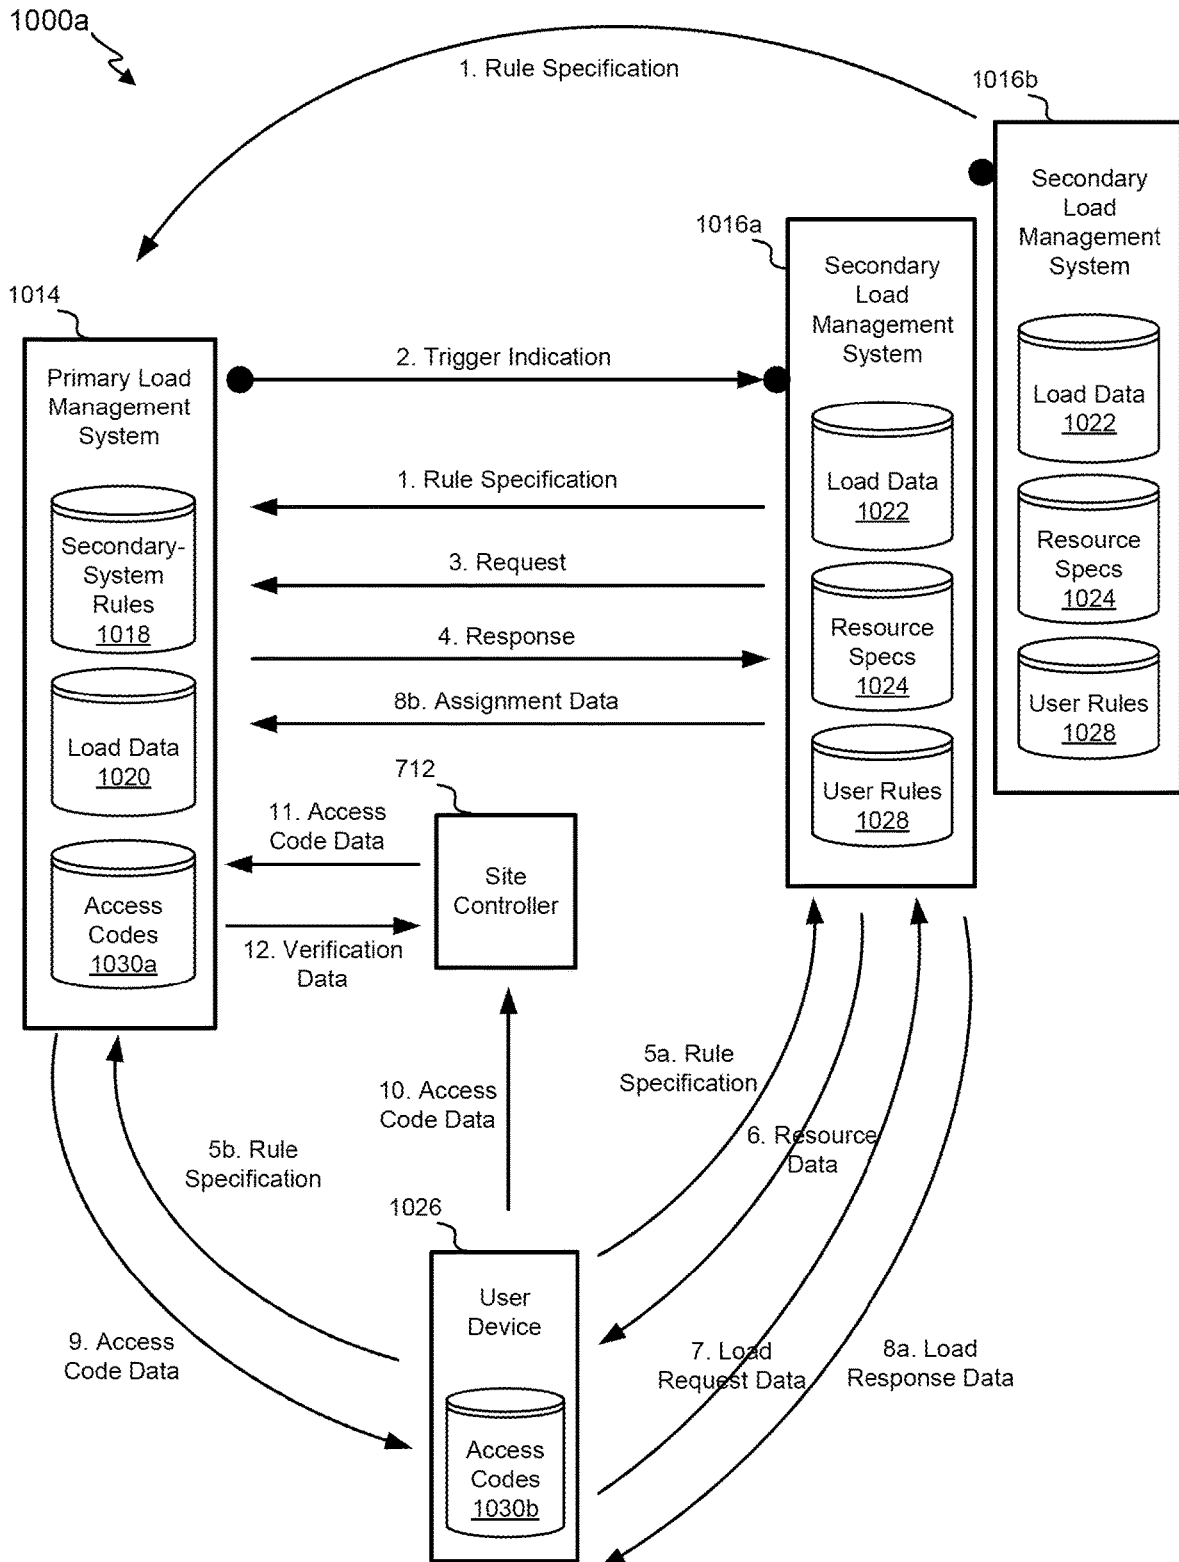 1000a
1. Rule Specification
1016b
Secondary
Load
Management
System
Load Data
1022
Resource
Specs
1024
User Rules
1028
1016a
Secondary
Load
Management
System
Load Data
1022
Resource
Specs
1024
User Rules
1028
1014
Primary Load
Management
System
Secondary-
System
Rules
1018
Load Data
1020
Access
Codes
1030a
2. Trigger Indication
1. Rule Specification
3. Request
4. Response
8b. Assignment Data
712
11. Access
Code Data
Site
Controller
12. Verification
Data
10. Access
Code Data
5a. Rule
Specification
6. Resource
Data
5b. Rule
Specification
1026
User
Device
Access
Codes
1030b
9. Access
Code Data
7. Load
Request Data
8a. Load
Response Data